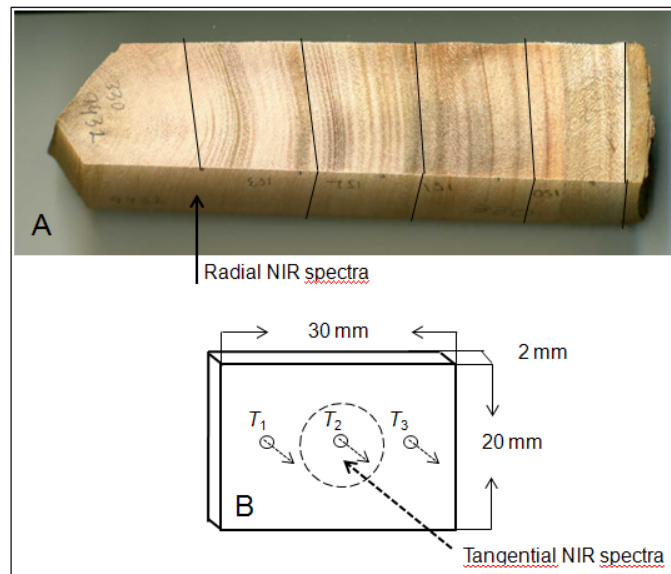 A
Radial NIR spectra
30 mm
2 mm
T1 T2 T3
20 mm
B
Tangential NIR spectra